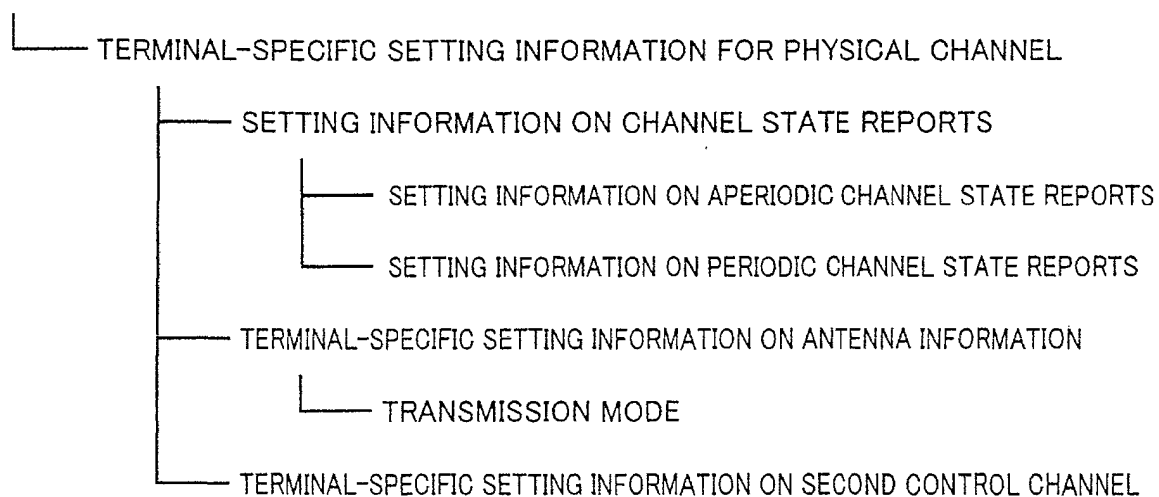 TERMINAL-SPECIFIC SETTING INFORMATION FOR PHYSICAL CHANNEL
SETTING INFORMATION ON CHANNEL STATE REPORTS
SETTING INFORMATION ON APERIODIC CHANNEL STATE REPORTS
SETTING INFORMATION ON PERIODIC CHANNEL STATE REPORTS
TERMINAL-SPECIFIC SETTING INFORMATION ON ANTENNA INFORMATION
TRANSMISSION MODE
TERMINAL-SPECIFIC SETTING INFORMATION ON SECOND CONTROL CHANNEL